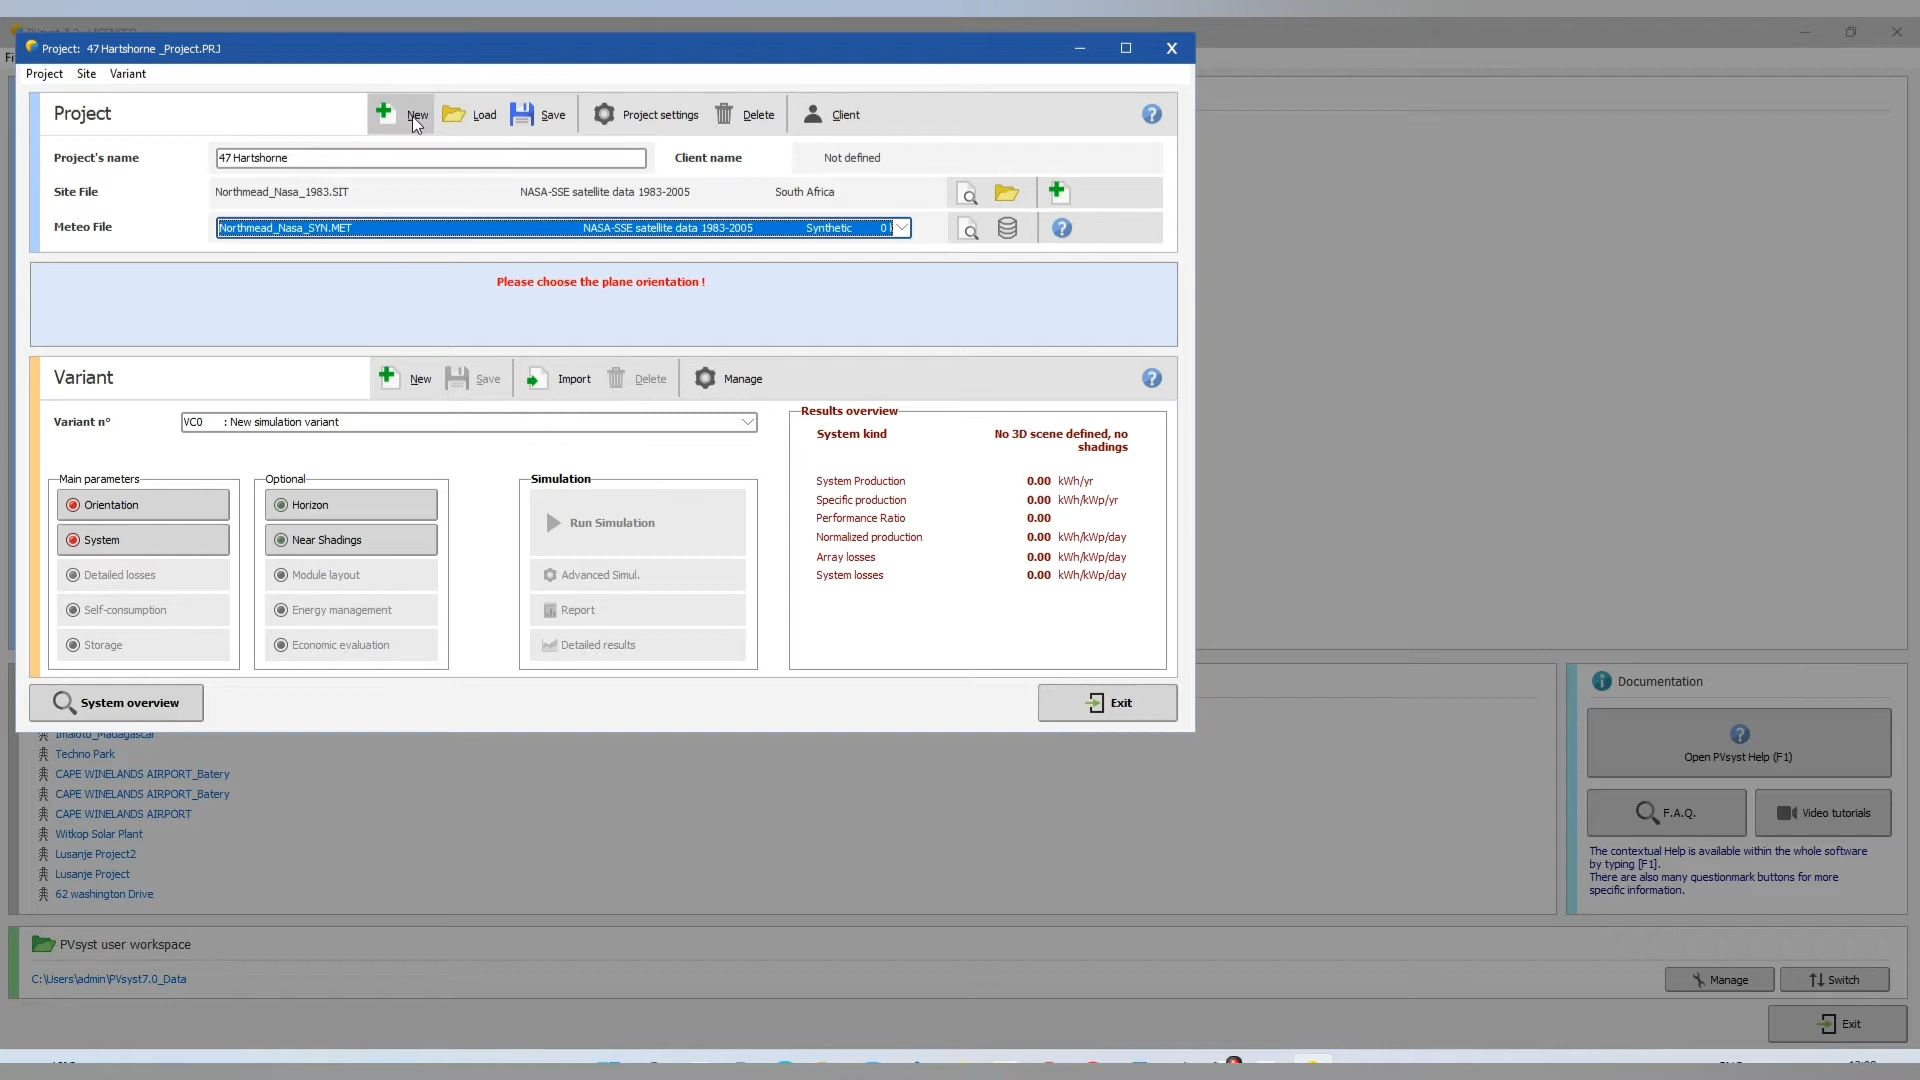 Project: 47 Hartshorne _Project.PRJ
Project Site Variant
Project
New Load Save Project settings Delete Client
Project's name 47 Hartshorne Client name Not defined
Site File Northmead_Nasa_1983.SIT NASA-SSE satellite data 1983-2005 South Africa
Meteo File Northmead_Nasa_SYN.MET NASA-SSE satellite data 1983-2005 Synthetic 0
Please choose the plane orientation !
Variant
New Save Import Delete Manage
Variant n° VC0 : New simulation variant
Results overview
System kind No 3D scene defined, no
shadings
System Production 0.00 kWh/yr
Specific production 0.00 kWh/kWp/yr
Performance Ratio 0.00
Normalized production 0.00 kWh/kWp/day
Array losses 0.00 kWh/kWp/day
System losses 0.00 kWh/kWp/day
Main parameters
Orientation
System
Detailed losses
Self-consumption
Storage
Optional
Horizon
Near Shadings
Module layout
Energy management
Economic evaluation
Simulation
Run Simulation
Advanced Simul.
Report
Detailed results
System overview
Exit
Imaloto_Madagascar
Techno Park
CAPE WINELANDS AIRPORT_Batery
CAPE WINELANDS AIRPORT_Batery
CAPE WINELANDS AIRPORT
Witkop Solar Plant
Lusanje Project2
Lusanje Project
62 washington Drive
Documentation
Open PVsyst Help (F1)
F.A.Q. Video tutorials
The contextual Help is available within the whole software
by typing [F1].
There are also many questionmark buttons for more
specific information.
PVsyst user workspace
C:\Users\admin\PVsyst7.0_Data
Manage Switch
Exit